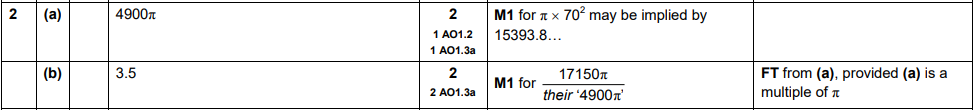 2 (a) 4900π 2 M1 for π × 70² may be implied by
1 AO1.2 15393.8…
1 AO1.3a
(b) 3.5 2 M1 for 17150π / their '4900π' FT from (a), provided (a) is a
2 AO1.3a multiple of π